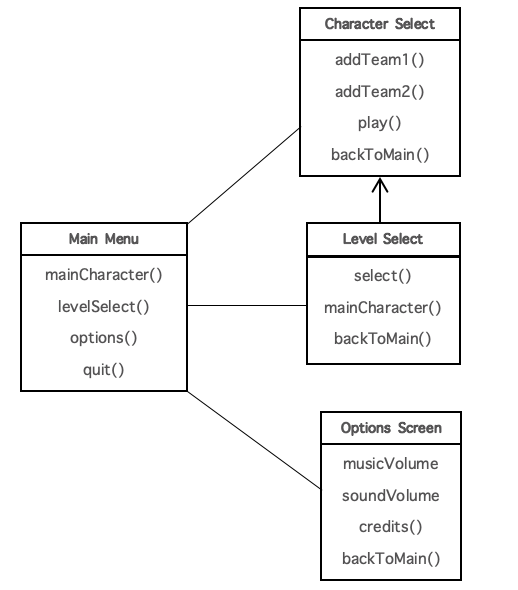 Character Select
addTeam1()
addTeam2()
play()
backToMain()
Main Menu
mainCharacter()
levelSelect()
options()
quit()
Level Select
select()
mainCharacter()
backToMain()
Options Screen
musicVolume
soundVolume
credits()
backToMain()